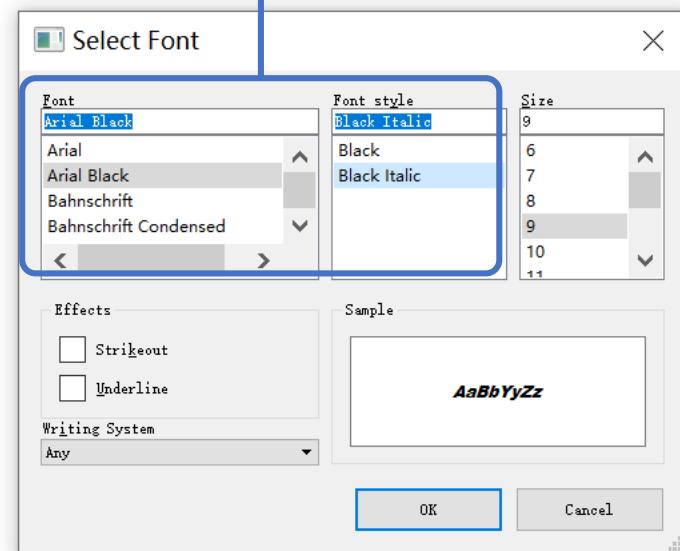 Select Font
Font
Arial Black
Arial
Arial Black
Bahnschrift
Bahnschrift Condensed
Font style
Black Italic
Black
Black Italic
Size
9
6
7
8
9
10
11
Effects
Strikeout
Underline
Writing System
Any
Sample
AaBbYyZz
OK
Cancel